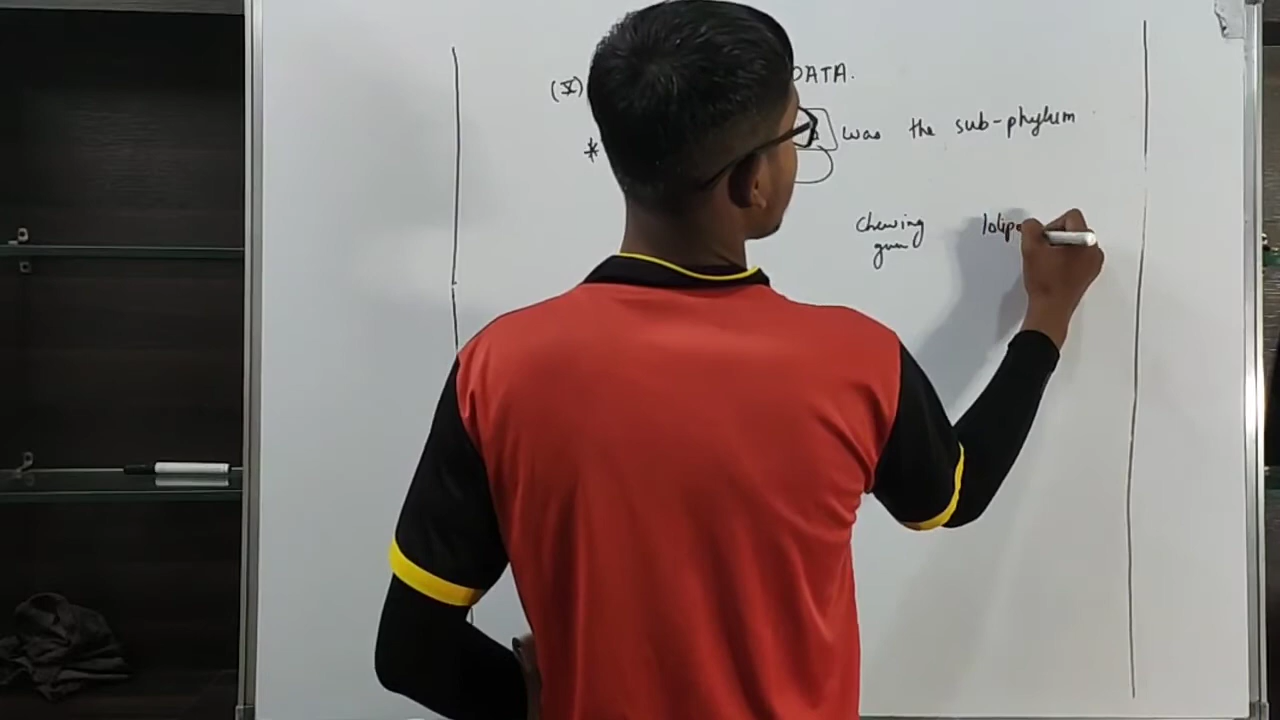 (V) DATA.
* was the sub-phylum
chewing lolipo
gum